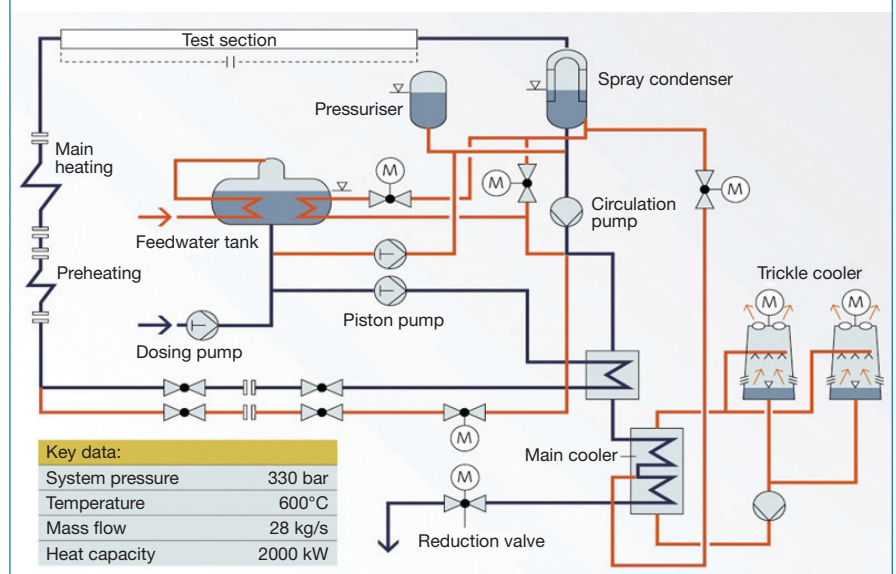 Test section
Spray condenser
Pressuriser
Main
heating
M
M
M
Circulation
pump
Feedwater tank
Preheating
Trickle cooler
M
M
Piston pump
Dosing pump
M
Key data:
System pressure 330 bar
Temperature 600°C
Mass flow 28 kg/s
Heat capacity 2000 kW
Main cooler
M
Reduction valve